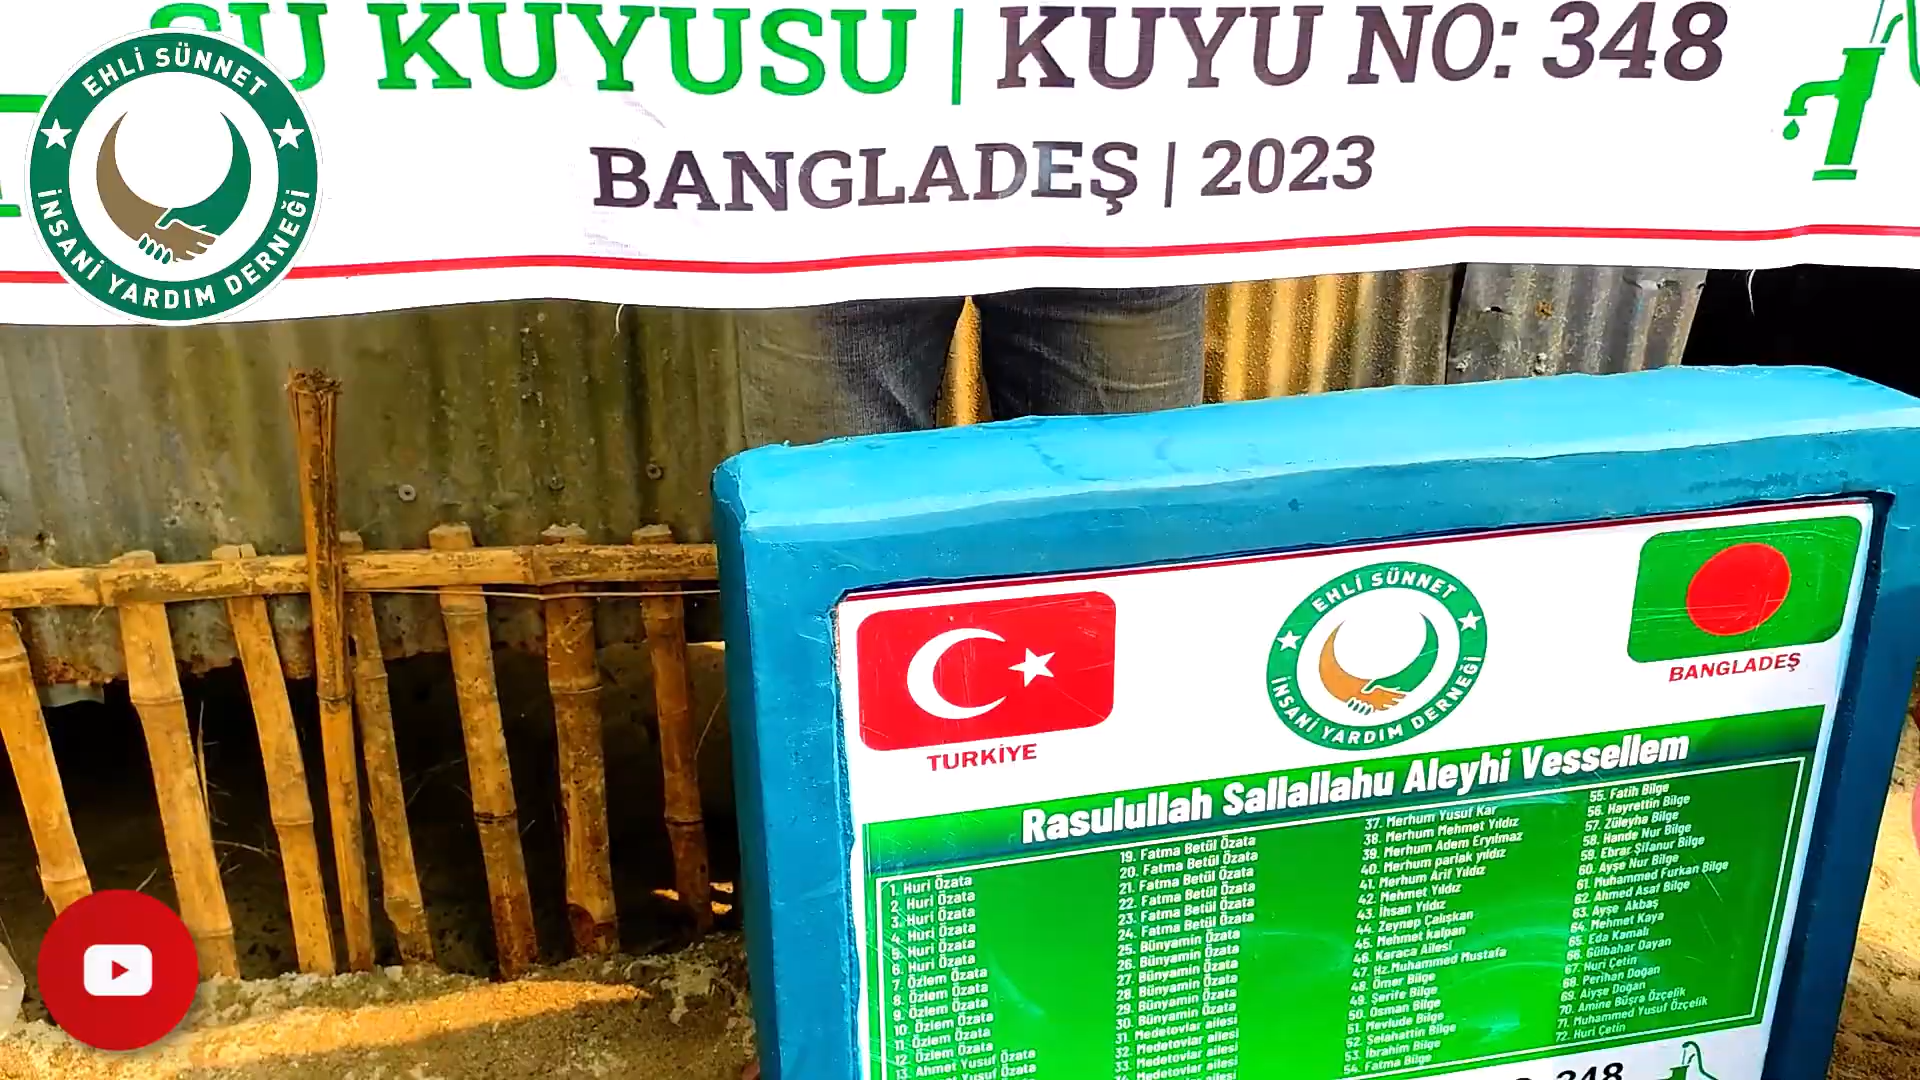 SU KUYUSU | KUYU NO: 348
BANGLADEŞ | 2023
EHLİ SÜNNET
İNSANİ YARDIM DERNEĞİ
TURKİYE
EHLİ SÜNNET
İNSANİ YARDIM DERNEĞİ
BANGLADEŞ
Rasulullah Sallallahu Aleyhi Vessellem
1. Huri Özata
2. Huri Özata
3. Huri Özata
4. Huri Özata
5. Huri Özata
6. Huri Özata
7. Özlem Özata
8. Özlem Özata
9. Özlem Özata
10. Özlem Özata
11. Özlem Özata
12. Özlem Özata
13. Ahmet Yusuf Özata
Yusuf Özata
19. Fatma Betül Özata
20. Fatma Betül Özata
21. Fatma Betül Özata
22. Fatma Betül Özata
23. Fatma Betül Özata
24. Fatma Betül Özata
25. Bünyamin Özata
26. Bünyamin Özata
27. Bünyamin Özata
28. Bünyamin Özata
29. Bünyamin Özata
30. Bünyamin Özata
31. Medetovlar ailesi
32. Medetovlar ailesi
33. Medetovlar ailesi
34. Medetovlar ailesi
37. Merhum Yusuf Kar
38. Merhum Mehmet Yıldız
39. Merhum Adem Eryılmaz
40. Merhum parlak yıldız
41. Merhum Arif Yıldız
42. Mehmet Yıldız
43. İhsan Yıldız
44. Zeynep Çalışkan
45. Mehmet kalpan
46. Karaca Ailesi
47. Hz.Muhammed Mustafa
48. Ömer Bilge
49. Şerife Bilge
50. Osman Bilge
51. Mevlude Bilge
52. Selahattin Bilge
53. İbrahim Bilge
54. Fatma Bilge
55. Fatih Bilge
56. Hayrettin Bilge
57. Züleyha Bilge
58. Hande Nur Bilge
59. Ebrar Şifanur Bilge
60. Ayşe Nur Bilge
61. Muhammed Furkan Bilge
62. Ahmed Asaf Bilge
63. Ayşe Akbaş
64. Mehmet Kaya
65. Eda Kamalı
66. Gülbahar Dayan
67. Huri Çetin
68. Perihan Doğan
69. Aiyşe Doğan
70. Amine Büşra Özçelik
71. Muhammed Yusuf Özçelik
72. Huri Çetin
348